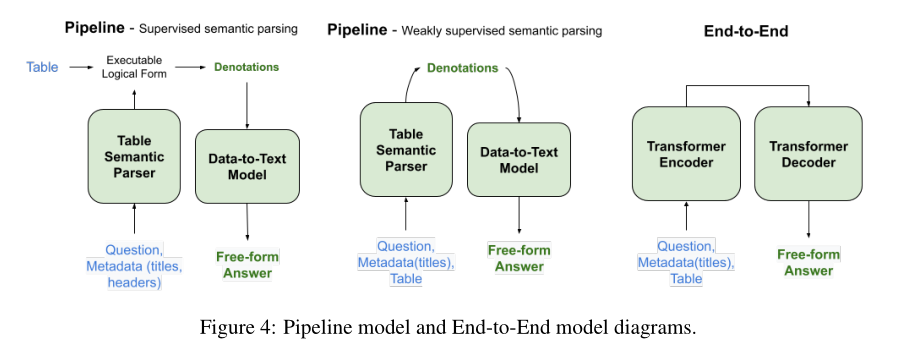 Pipeline - Supervised semantic parsing
Table
Executable
Logical Form
Denotations
Table
Semantic
Parser
Data-to-Text
Model
Question,
Metadata (titles,
headers)
Free-form
Answer
Pipeline - Weakly supervised semantic parsing
Denotations
Table
Semantic
Parser
Data-to-Text
Model
Question,
Metadata(titles),
Table
Free-form
Answer
End-to-End
Transformer
Encoder
Transformer
Decoder
Question,
Metadata(titles),
Table
Free-form
Answer
Figure 4: Pipeline model and End-to-End model diagrams.